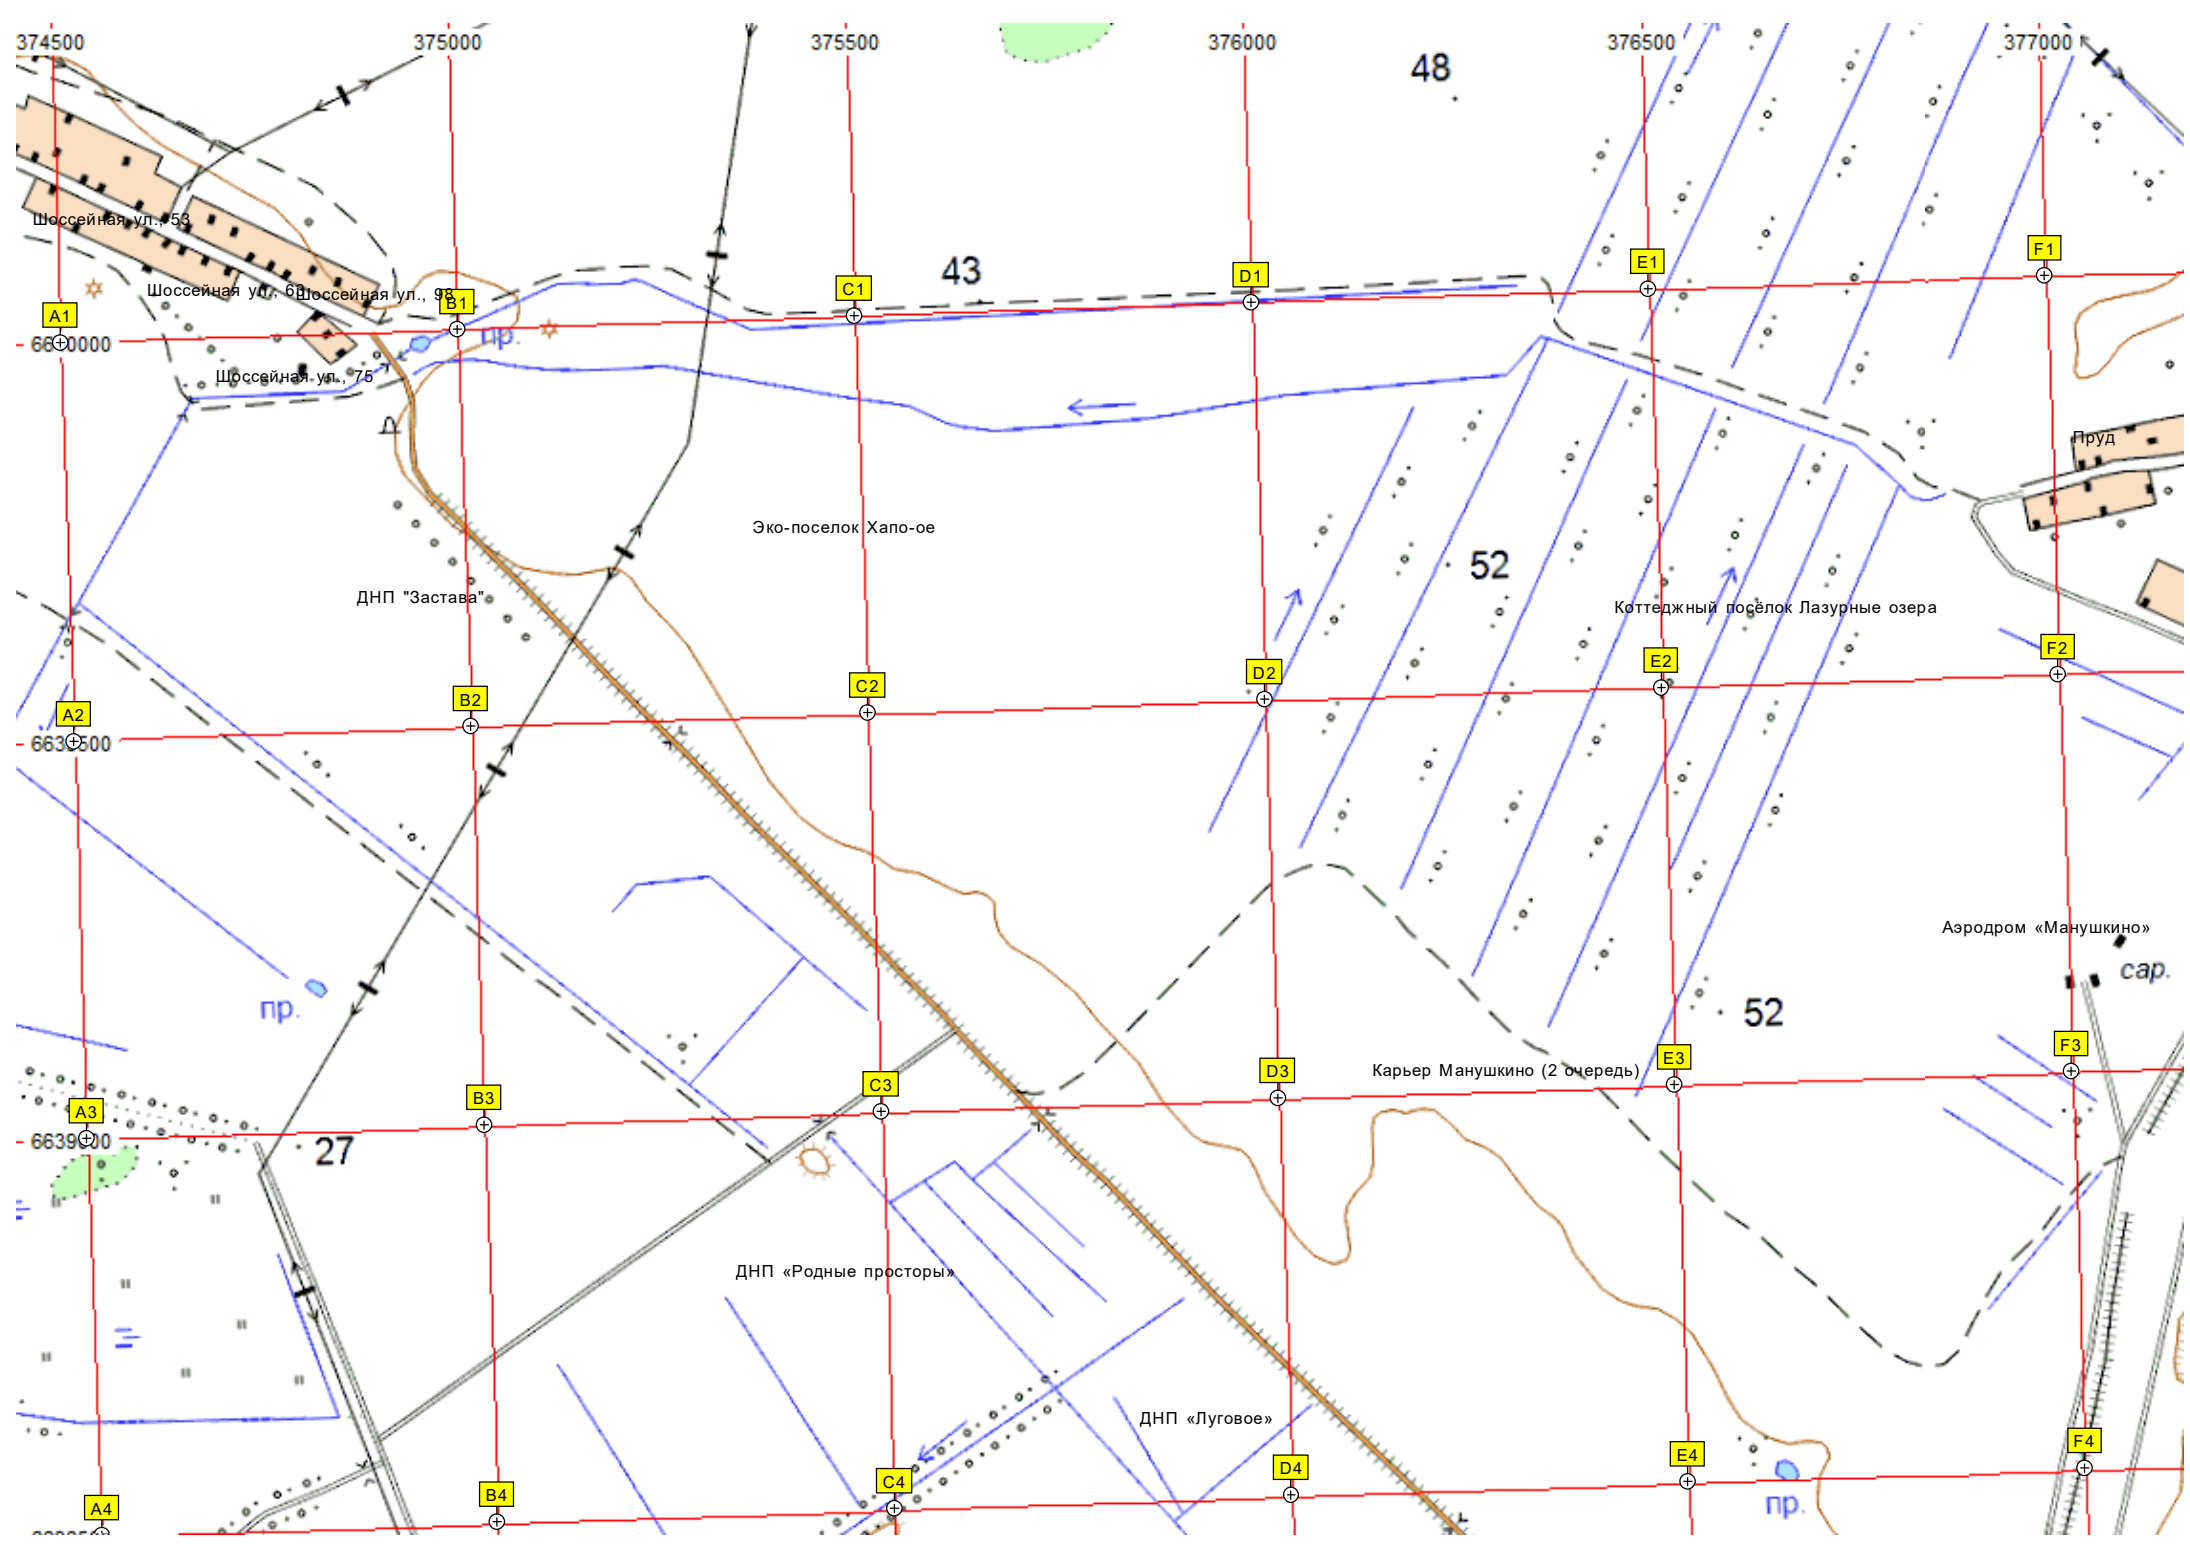 374500 375000 375500 376000 376500 377000
48
Шоссейная ул., 53
43
Шоссейная ул., 63
Шоссейная ул., 98
A1 B1 C1 D1 E1 F1
пр.
Шоссейная ул., 75
Пруд
Эко-поселок Хапо-ое
52
ДНП "Застава"
Коттеджный посёлок Лазурные озера
A2 B2 C2 D2 E2 F2
Аэродром «Манушкино»
сар.
пр.
52
Карьер Манушкино (2 очередь)
A3 B3 C3 D3 E3 F3
27
ДНП «Родные просторы»
ДНП «Луговое»
A4 B4 C4 D4 E4 F4
пр.